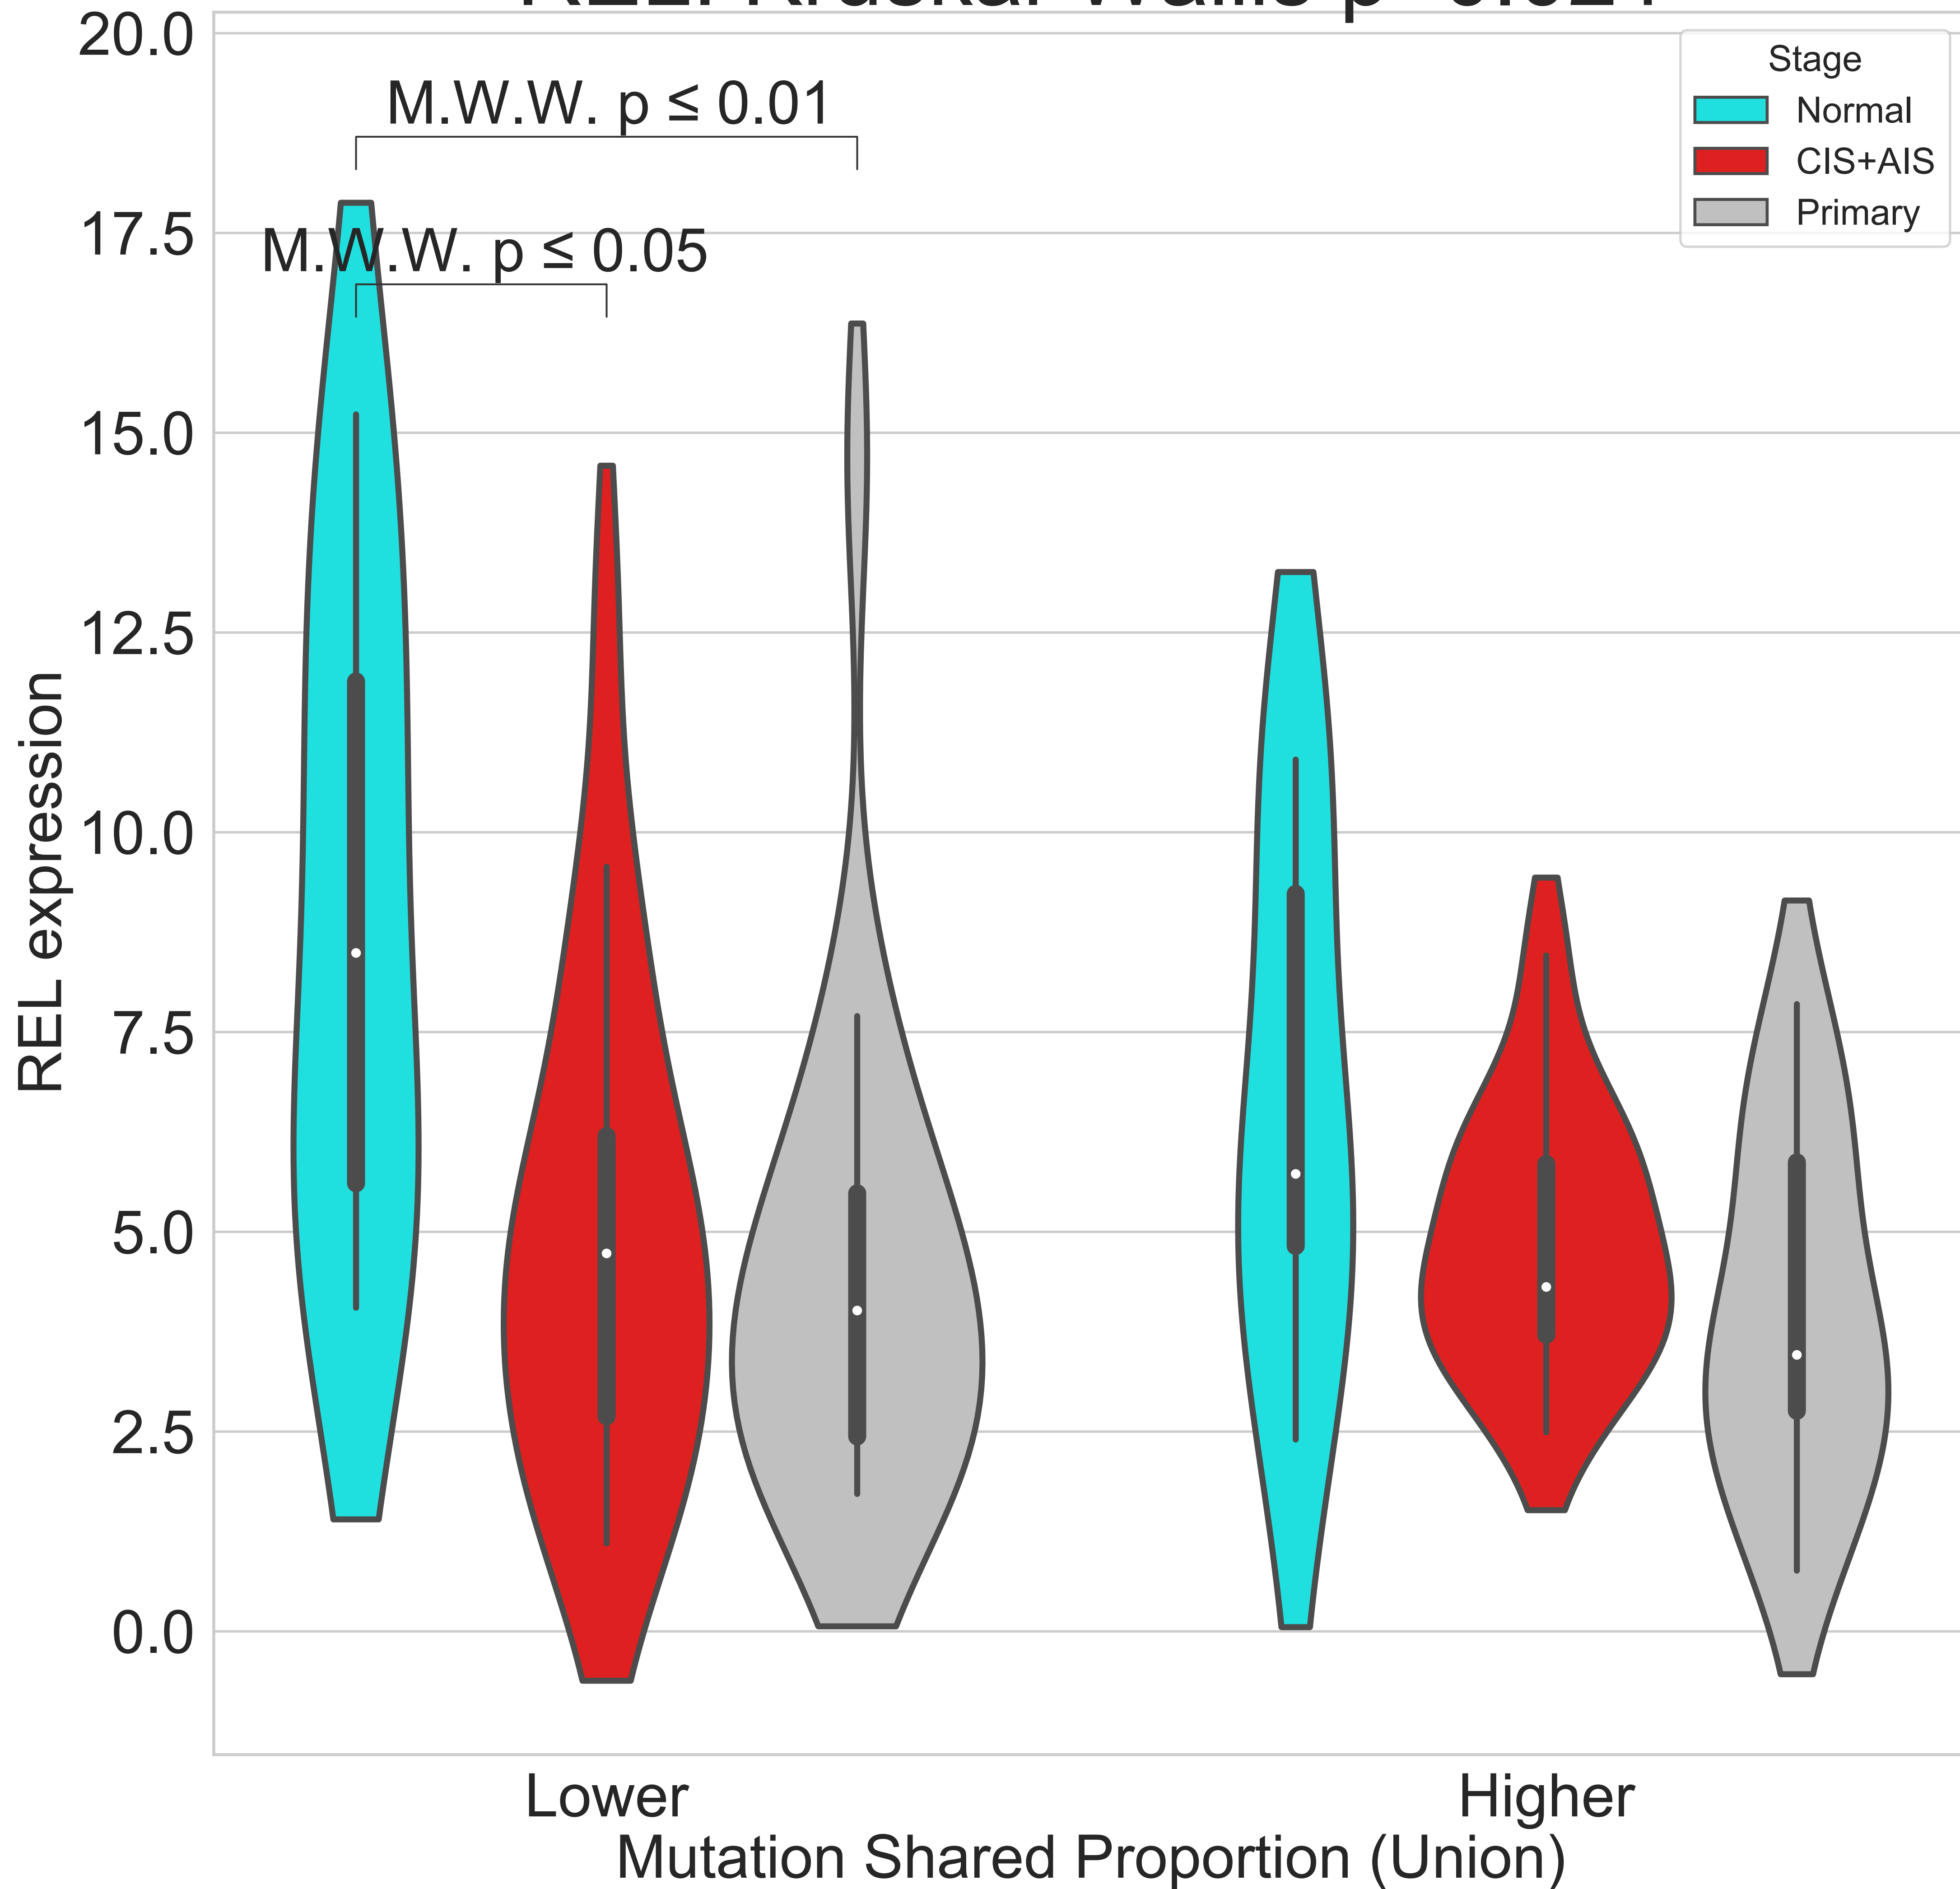 20.0
17.5
15.0
12.5
10.0
7.5
5.0
2.5
0.0
REL expression
M.W.W. p ≤ 0.01
M.W.W. p ≤ 0.05
Stage
Normal
CIS+AIS
Primary
Lower
Higher
Mutation Shared Proportion (Union)